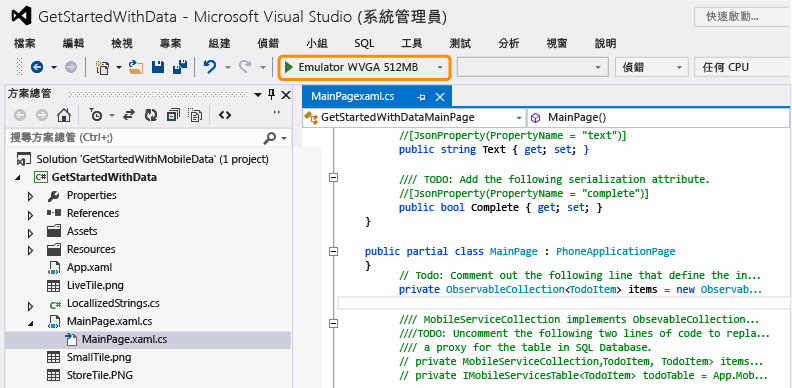 GetStartedWithData - Microsoft Visual Studio (系統管理員)
快速啟動...
檔案 編輯 檢視 專案 組建 偵錯 小組 SQL 工具 測試 分析 視窗 說明
Emulator WVGA 512MB
偵錯
任何 CPU
方案總管
搜尋方案總管 (Ctrl+;)
Solution 'GetStartedWithMobileData' (1 project)
C# GetStartedWithData
Properties
References
Assets
Resources
App.xaml
LiveTile.png
C# LocallizedStrings.cs
MainPage.xaml.cs
MainPage.xaml.cs
SmallTile.png
StoreTile.PNG
MainPagexaml.cs
GetStartedWithDataMainPage
MainPage()
//[JsonProperty(PropertyName = "text")]
public string Text { get; set; }
//// TODO: Add the following serialization attribute.
//[JsonProperty(PropertyName = "complete")]
public bool Complete { get; set; }
}
public partial class MainPage : PhoneApplicationPage
}
// Todo: Comment out the following line that define the in...
private ObservableCollection<TodoItem> items = new Observab...
//// MobileServiceCollection implements ObsevableCollection...
////TODO: Uncomment the following two lines of code to repla...
//// a proxy for the table in SQL Database.
// private MobileServiceCollection,TodoItem, TodoItem> items...
// private IMobileServicesTable<TodoItem> todoTable = App.Mob...